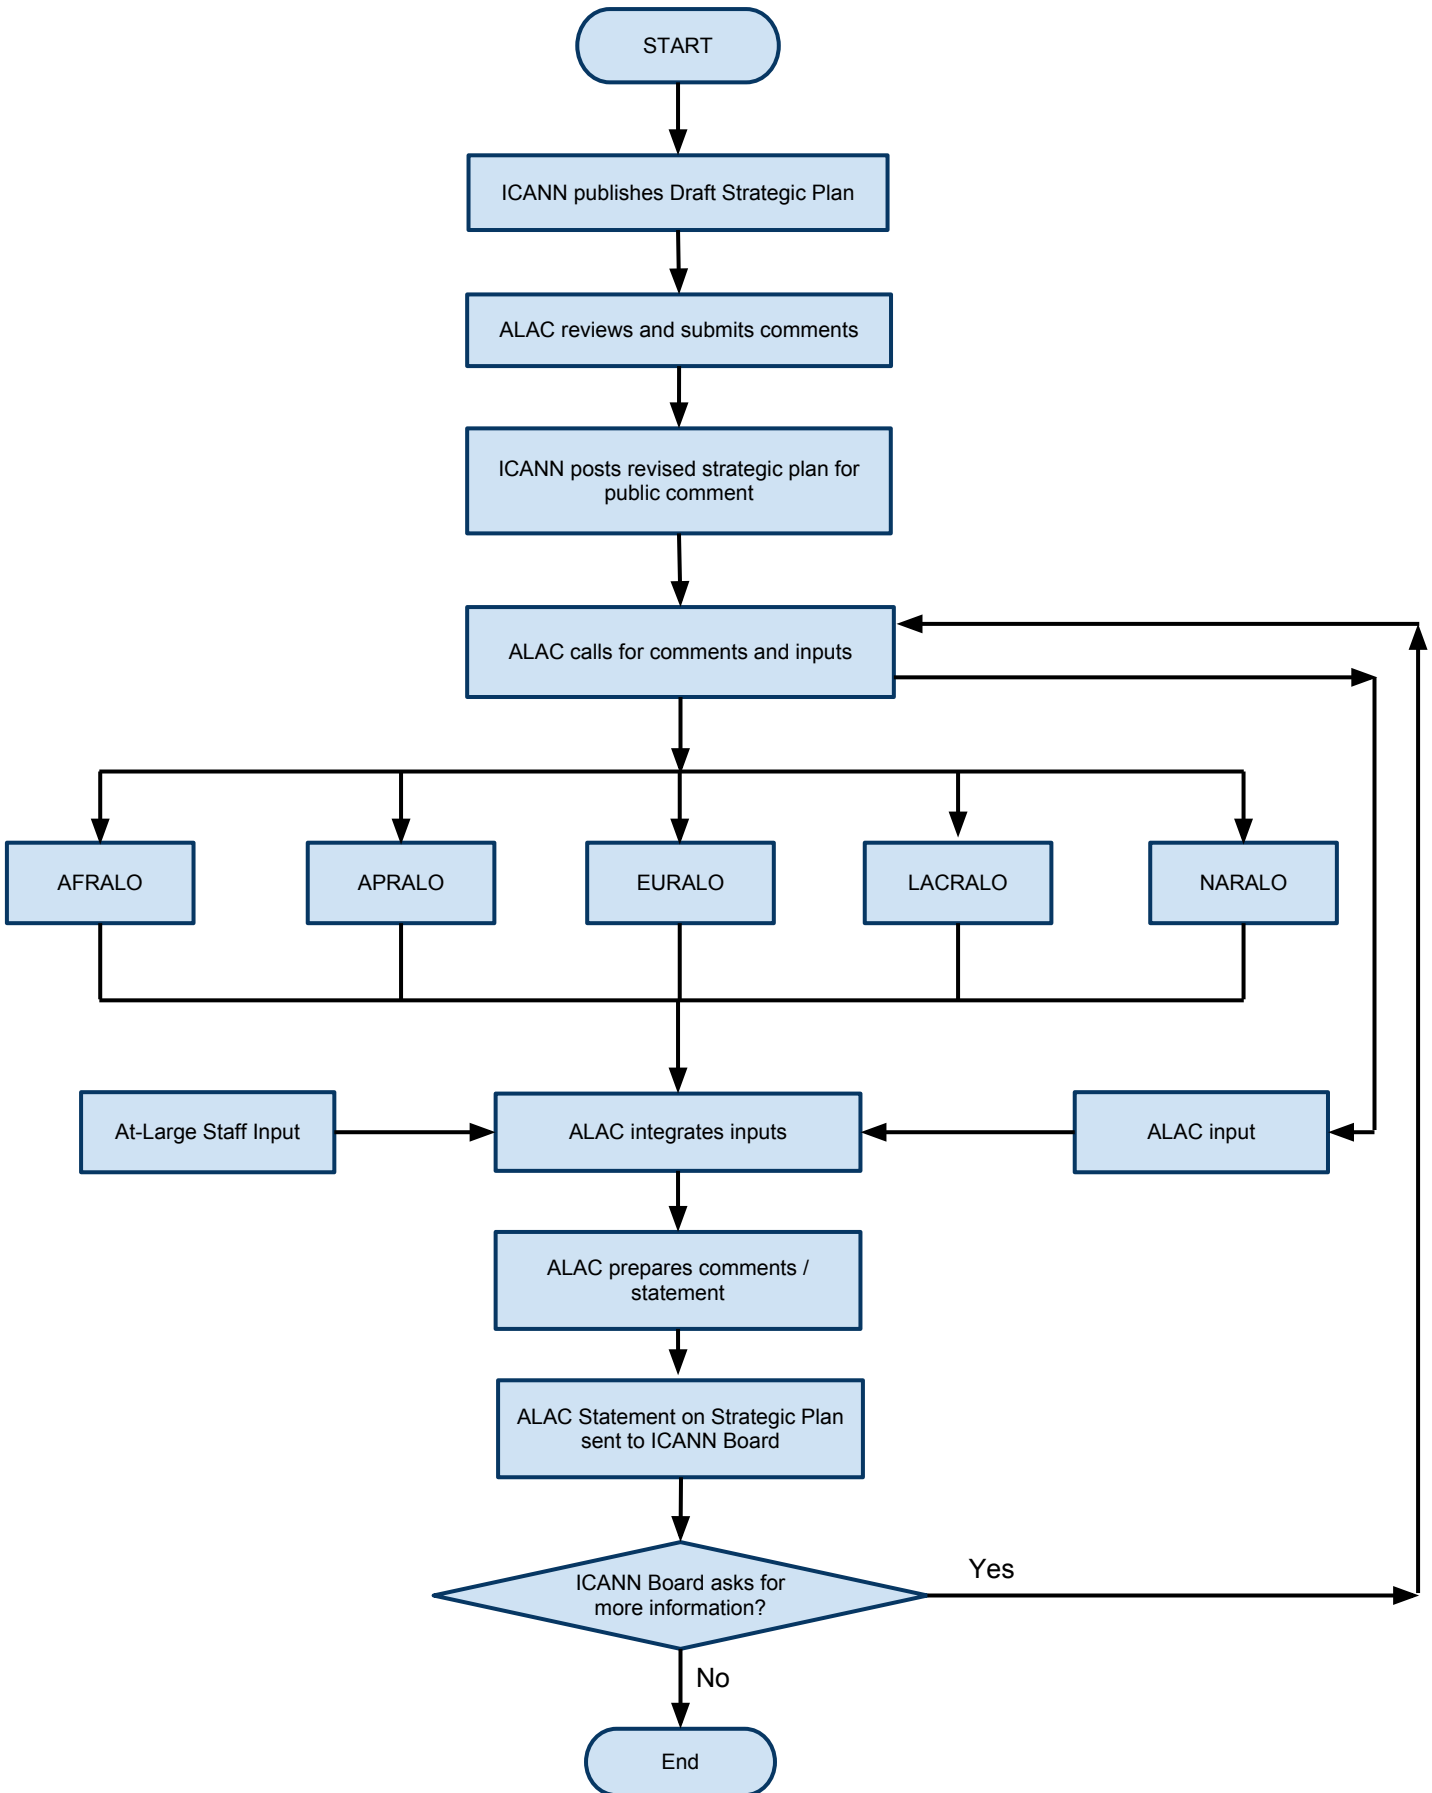 START
ICANN publishes Draft Strategic Plan
ALAC reviews and submits comments
ICANN posts revised strategic plan for
public comment
ALAC calls for comments and inputs
AFRALO
APRALO
EURALO
LACRALO
NARALO
At-Large Staff Input
ALAC integrates inputs
ALAC input
ALAC prepares comments /
statement
ALAC Statement on Strategic Plan
sent to ICANN Board
ICANN Board asks for
more information?
Yes
No
End